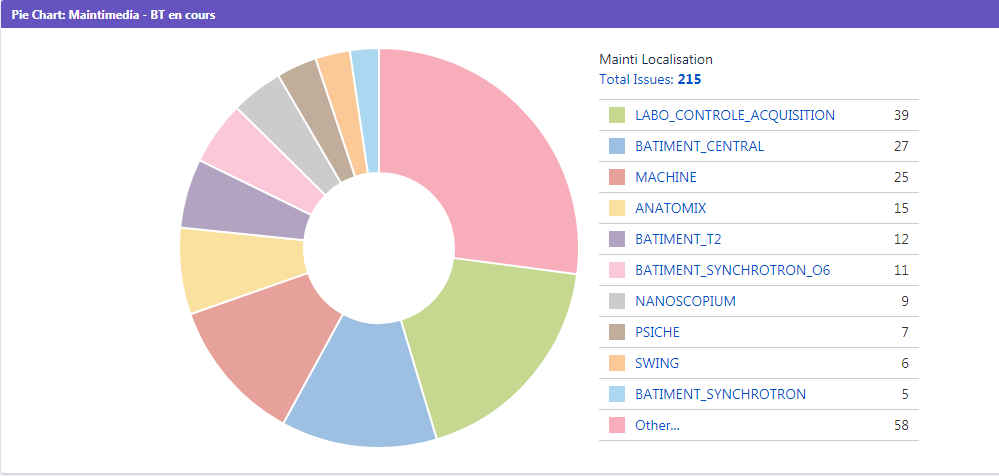 Pie Chart: Maintimedia - BT en cours
Mainti Localisation
Total Issues: 215
LABO_CONTROLE_ACQUISITION 39
BATIMENT_CENTRAL 27
MACHINE 25
ANATOMIX 15
BATIMENT_T2 12
BATIMENT_SYNCHROTRON_O6 11
NANOSCOPIUM 9
PSICHE 7
SWING 6
BATIMENT_SYNCHROTRON 5
Other... 58